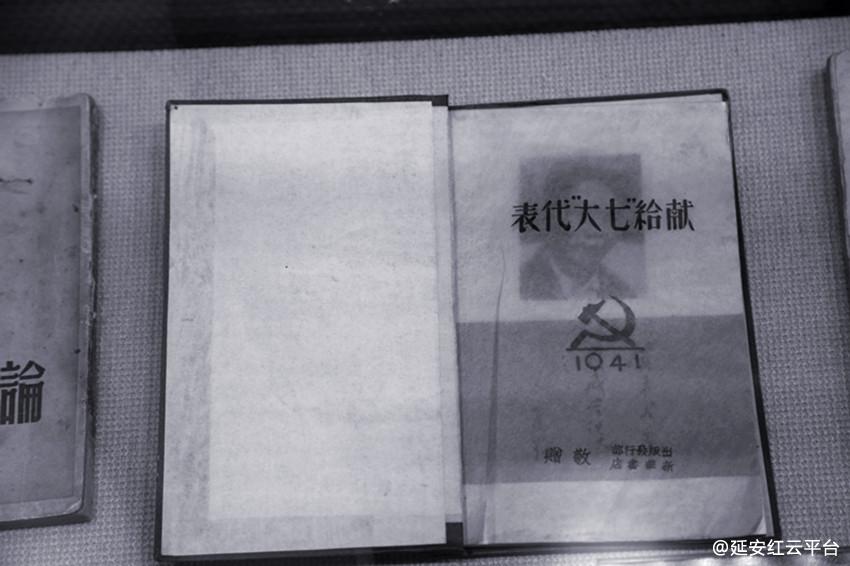 献給"七大"代表
1941
出版發行部
新華書店
敬贈
論
@延安红云平台